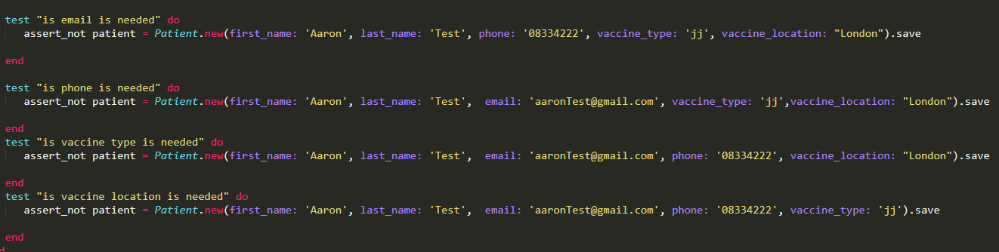 test "is email is needed" do
assert_not patient = Patient.new(first_name: 'Aaron', last_name: 'Test', phone: '08334222', vaccine_type: 'jj', vaccine_location: "London").save
end
test "is phone is needed" do
assert_not patient = Patient.new(first_name: 'Aaron', last_name: 'Test',  email: 'aaronTest@gmail.com', vaccine_type: 'jj',vaccine_location: "London").save
end
test "is vaccine type is needed" do
assert_not patient = Patient.new(first_name: 'Aaron', last_name: 'Test',  email: 'aaronTest@gmail.com', phone: '08334222', vaccine_location: "London").save
end
test "is vaccine location is needed" do
assert_not patient = Patient.new(first_name: 'Aaron', last_name: 'Test',  email: 'aaronTest@gmail.com', phone: '08334222', vaccine_type: 'jj').save
end